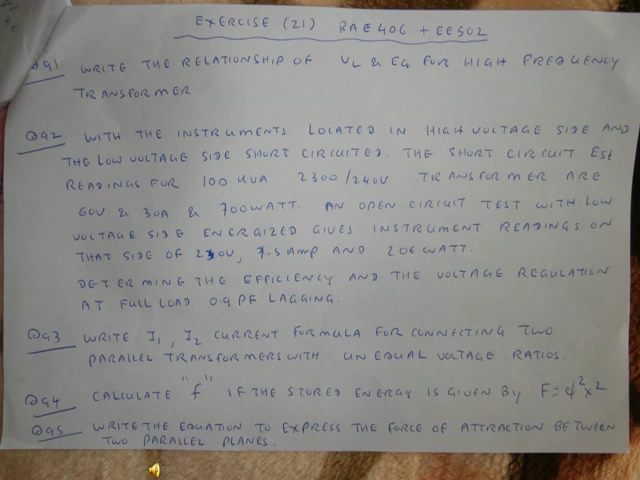 EXERCISE (21) RAE406 + EE502
Q91 WRITE THE RELATIONSHIP OF VL & EG FOR HIGH FREQUENCY
TRANSFORMER
Q92 WITH THE INSTRUMENTS LOCATED IN HIGH VOLTAGE SIDE AND
THE LOW VOLTAGE SIDE SHORT CIRCUITED. THE SHORT CIRCUIT
READINGS FOR 100 KVA 2300/240V TRANSFORMER ARE
60V & 30A & 700WATT. AN OPEN CIRCUIT TEST WITH LOW
VOLTAGE SIDE ENERGIZED GIVES INSTRUMENT READINGS ON
THAT SIDE OF 7.5 AMP AND 206 WATT.
DETERMING THE EFFICIENCY AND THE VOLTAGE REGULATION
AT FULL LOAD 0.9 PF LAGGING.
Q93 WRITE I1, I2 CURRENT FORMULA FOR CONNECTING TWO
PARALLEL TRANSFORMERS WITH UNEQUAL VOLTAGE RATIOS.
Q94 CALCULATE "f" IF THE STORED ENERGY IS GIVEN BY F = φ²x²
Q95 WRITE THE EQUATION TO EXPRESS THE FORCE OF ATTRACTION BETWEEN
TWO PARALLEL PLANES.